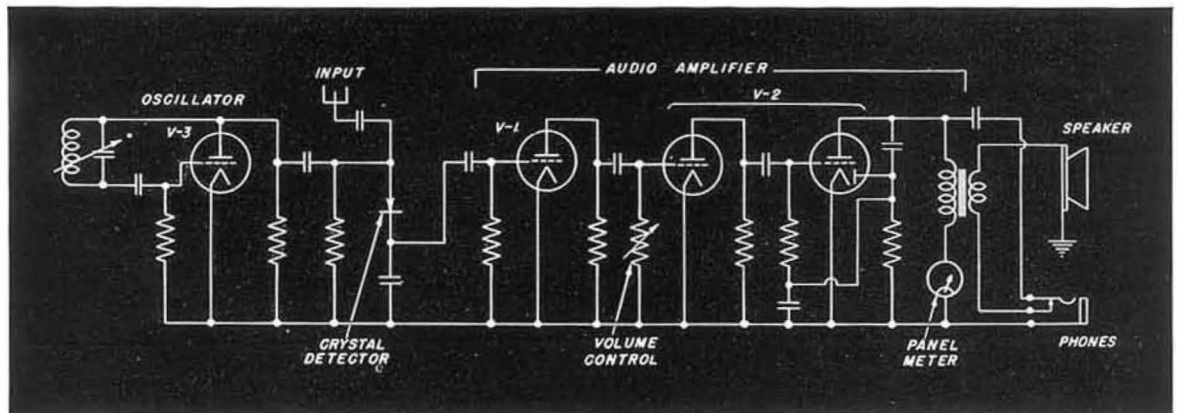 INPUT
AUDIO AMPLIFIER
V-2
OSCILLATOR
V-3
V-1
SPEAKER
CRYSTAL
DETECTOR
VOLUME
CONTROL
PANEL
METER
PHONES